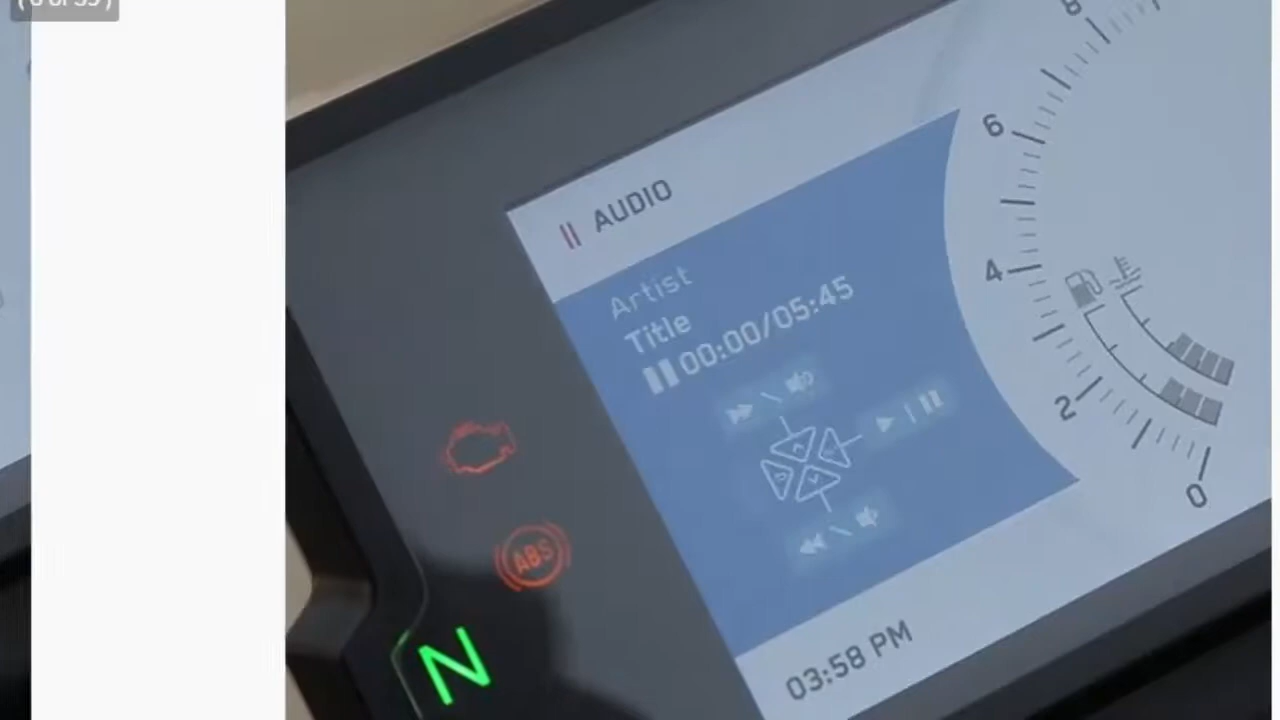 AUDIO
Artist
Title
00:00/05:45
03:58 PM
ABS
N
8
6
4
2
0